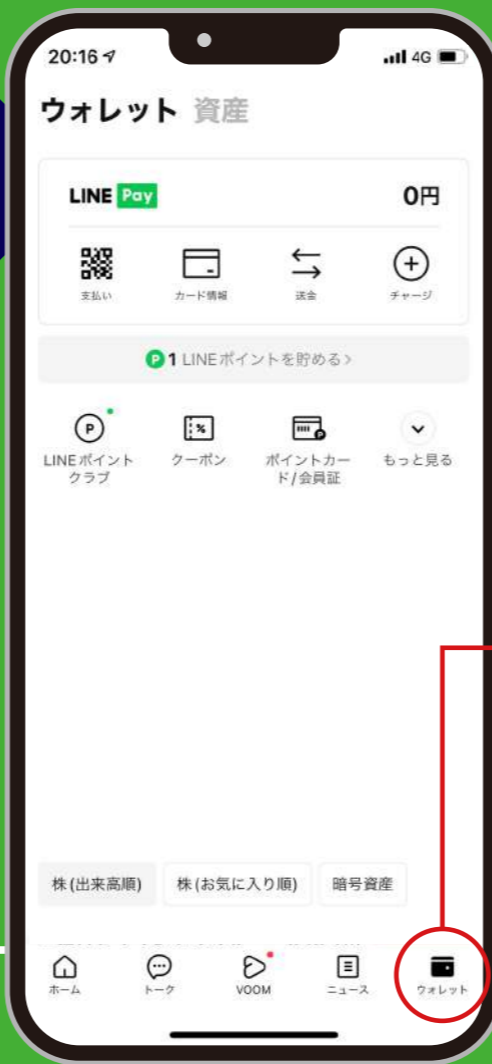 20:16 4G
ウォレット 資産
LINE Pay 0円
支払い カード情報 送金 チャージ
P 1 LINEポイントを貯める >
P % P
LINEポイント クーポン ポイントカー もっと見る
クラブ ド/会員証
株(出来高順) 株(お気に入り順) 暗号資産
ホーム トーク VOOM ニュース ウォレット